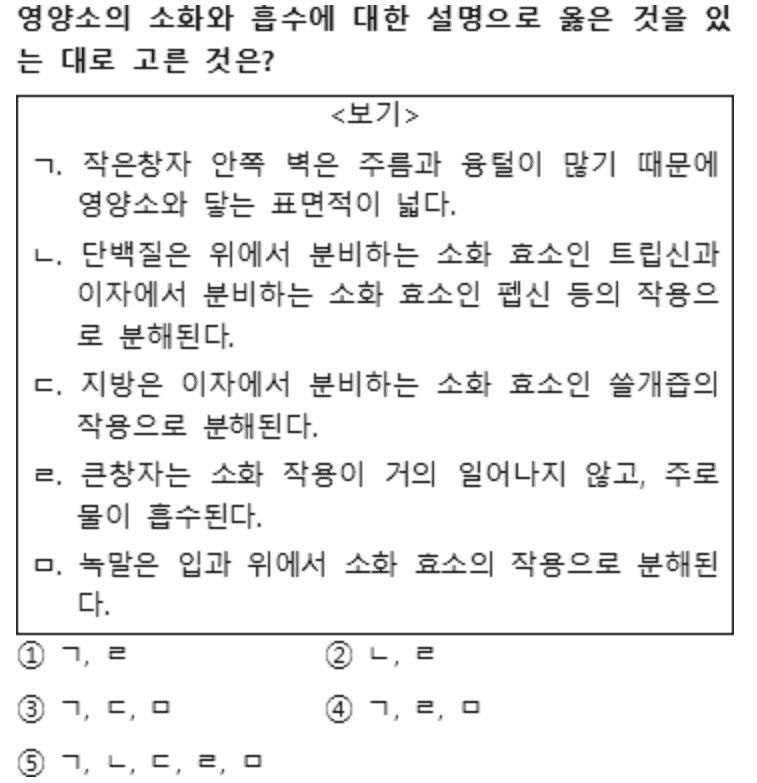 영양소의 소화와 흡수에 대한 설명으로 옳은 것을 있
는 대로 고른 것은?
<보기>
ㄱ. 작은창자 안쪽 벽은 주름과 융털이 많기 때문에
영양소와 닿는 표면적이 넓다.
ㄴ. 단백질은 위에서 분비하는 소화 효소인 트립신과
이자에서 분비하는 소화 효소인 펩신 등의 작용으
로 분해된다.
ㄷ. 지방은 이자에서 분비하는 소화 효소인 쓸개즙의
작용으로 분해된다.
ㄹ. 큰창자는 소화 작용이 거의 일어나지 않고, 주로
물이 흡수된다.
ㅁ. 녹말은 입과 위에서 소화 효소의 작용으로 분해된
다.
① ㄱ, ㄹ ② ㄴ, ㄹ
③ ㄱ, ㄷ, ㅁ ④ ㄱ, ㄹ, ㅁ
⑤ ㄱ, ㄴ, ㄷ, ㄹ, ㅁ